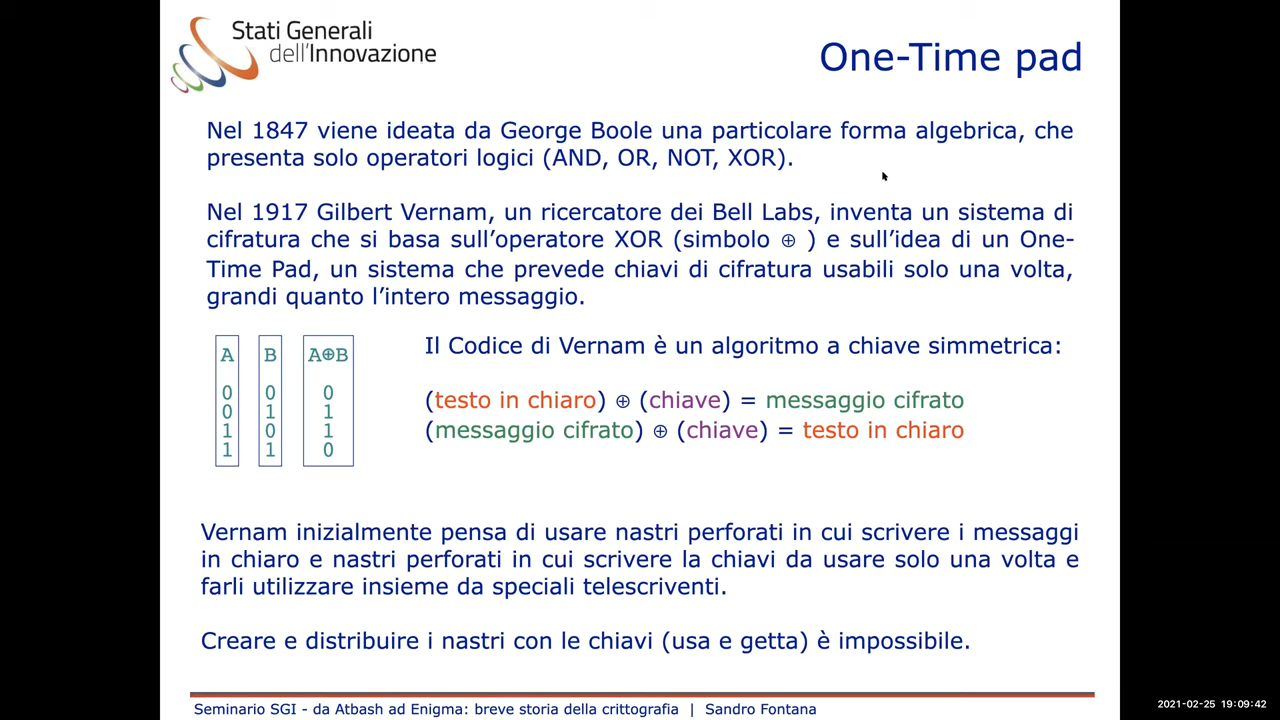 Stati Generali
dell'Innovazione
One-Time pad
Nel 1847 viene ideata da George Boole una particolare forma algebrica, che
presenta solo operatori logici (AND, OR, NOT, XOR).
Nel 1917 Gilbert Vernam, un ricercatore dei Bell Labs, inventa un sistema di
cifratura che si basa sull’operatore XOR (simbolo ⊕ ) e sull’idea di un One-
Time Pad, un sistema che prevede chiavi di cifratura usabili solo una volta,
grandi quanto l’intero messaggio.
A B A⊕B
0 0 0
0 1 1
1 0 1
1 1 0
Il Codice di Vernam è un algoritmo a chiave simmetrica:
(testo in chiaro) ⊕ (chiave) = messaggio cifrato
(messaggio cifrato) ⊕ (chiave) = testo in chiaro
Vernam inizialmente pensa di usare nastri perforati in cui scrivere i messaggi
in chiaro e nastri perforati in cui scrivere la chiavi da usare solo una volta e
farli utilizzare insieme da speciali telescriventi.
Creare e distribuire i nastri con le chiavi (usa e getta) è impossibile.
Seminario SGI - da Atbash ad Enigma: breve storia della crittografia | Sandro Fontana
2021-02-25 19:09:42